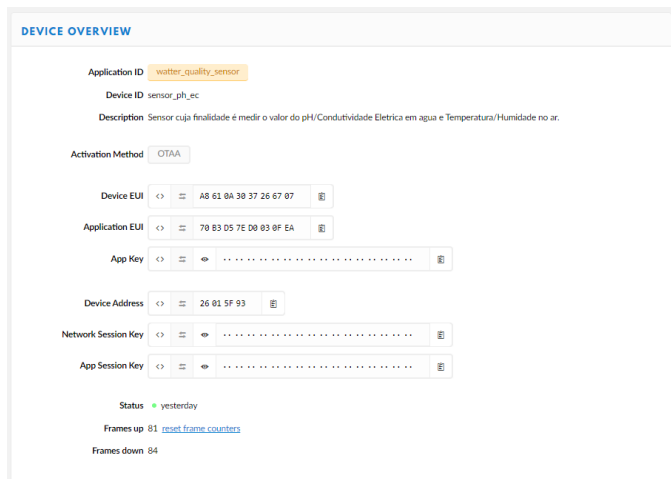 DEVICE OVERVIEW
Application ID watter_quality_sensor
Device ID sensor_ph_ec
Description Sensor cuja finalidade é medir o valor do pH/Condutividade Eletrica em agua e Temperatura/Humidade no ar.
Activation Method OTAA
Device EUI <> A8 61 0A 30 37 26 67 07
Application EUI <> 70 B3 D5 7E D0 03 0F EA
App Key <>
Device Address <> 26 01 5F 93
Network Session Key <>
App Session Key <>
Status yesterday
Frames up 81 reset frame counters
Frames down 84